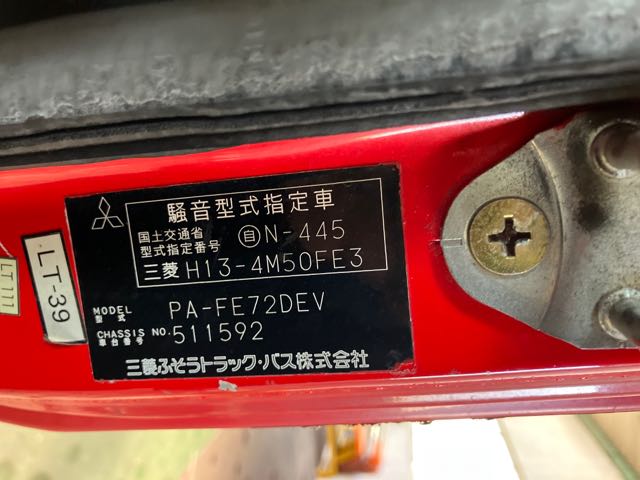 騒音型式指定車
国土交通省
型式指定番号
自N-445
三菱 H13-4M50FE3
MODEL
型式
PA-FE72DEV
CHASSIS NO.
車台番号
511592
三菱ふそうトラック・バス株式会社
LT-39